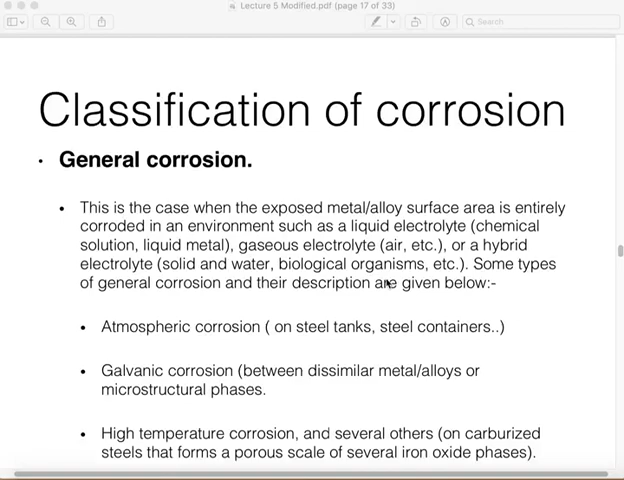 Lecture 5 Modified.pdf (page 17 of 33)
Search
Classification of corrosion
• General corrosion.
• This is the case when the exposed metal/alloy surface area is entirely
corroded in an environment such as a liquid electrolyte (chemical
solution, liquid metal), gaseous electrolyte (air, etc.), or a hybrid
electrolyte (solid and water, biological organisms, etc.). Some types
of general corrosion and their description are given below:-
• Atmospheric corrosion ( on steel tanks, steel containers..)
• Galvanic corrosion (between dissimilar metal/alloys or
microstructural phases.
• High temperature corrosion, and several others (on carburized
steels that forms a porous scale of several iron oxide phases).